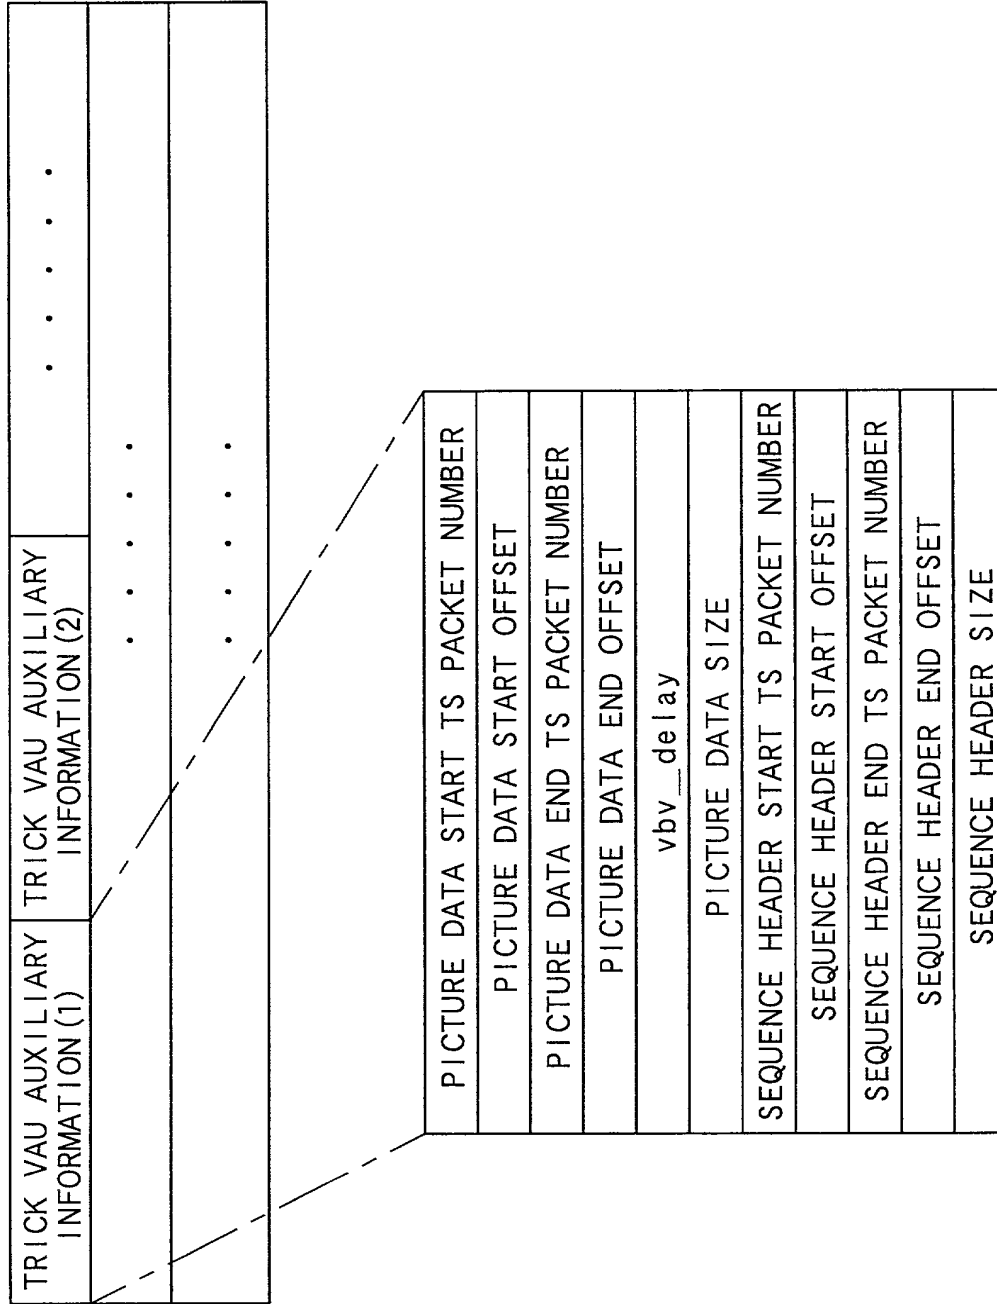 TRICK VAU AUXILIARY
INFORMATION(1)
TRICK VAU AUXILIARY
INFORMATION(2)
· · · · ·
· · · · ·
· · · · ·
PICTURE DATA START TS PACKET NUMBER
PICTURE DATA START OFFSET
PICTURE DATA END TS PACKET NUMBER
PICTURE DATA END OFFSET
vbv_delay
PICTURE DATA SIZE
SEQUENCE HEADER START TS PACKET NUMBER
SEQUENCE HEADER START OFFSET
SEQUENCE HEADER END TS PACKET NUMBER
SEQUENCE HEADER END OFFSET
SEQUENCE HEADER SIZE